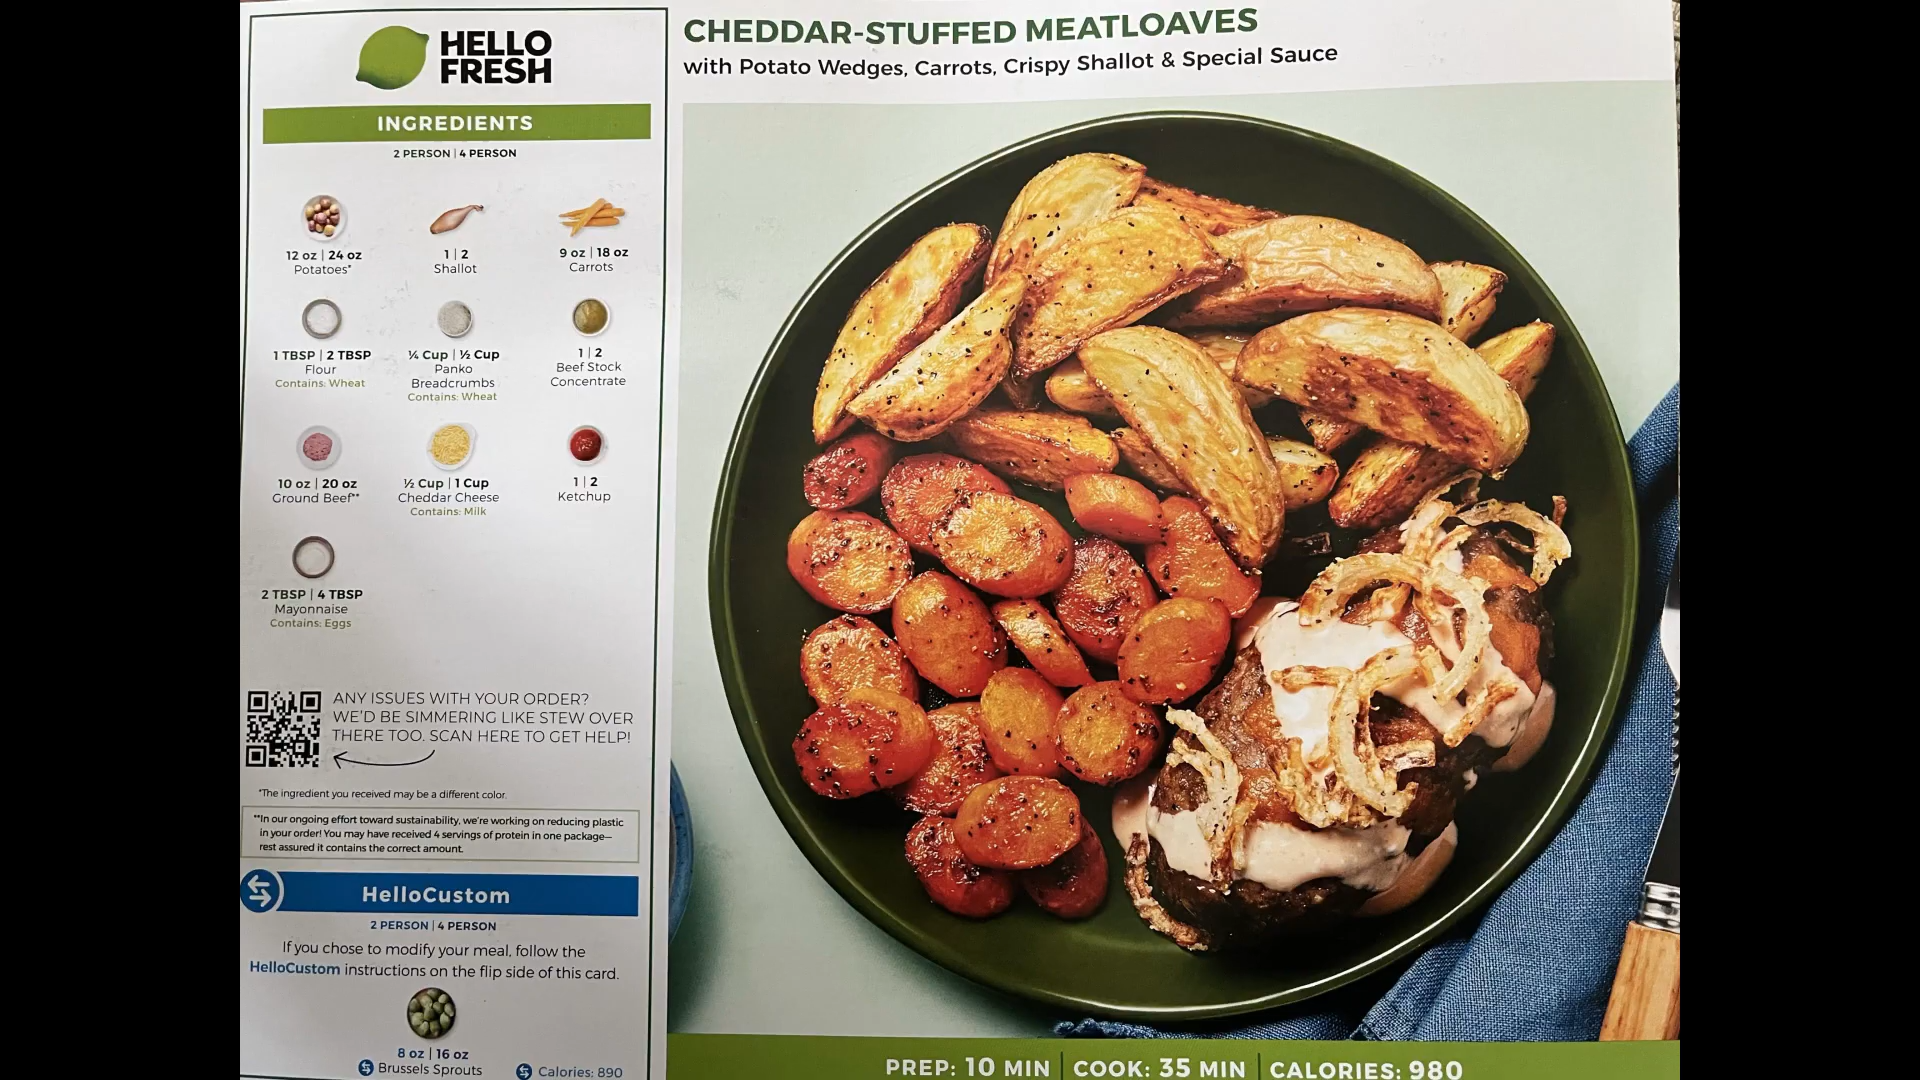 HELLO
FRESH
INGREDIENTS
2 PERSON | 4 PERSON
12 oz | 24 oz
Potatoes*
1 | 2
Shallot
9 oz | 18 oz
Carrots
1 TBSP | 2 TBSP
Flour
Contains: Wheat
¼ Cup | ½ Cup
Panko
Breadcrumbs
Contains: Wheat
1 | 2
Beef Stock
Concentrate
10 oz | 20 oz
Ground Beef**
½ Cup | 1 Cup
Cheddar Cheese
Contains: Milk
1 | 2
Ketchup
2 TBSP | 4 TBSP
Mayonnaise
Contains: Eggs
ANY ISSUES WITH YOUR ORDER?
WE'D BE SIMMERING LIKE STEW OVER
THERE TOO. SCAN HERE TO GET HELP!
*The ingredient you received may be a different color.
**In our ongoing effort toward sustainability, we're working on reducing plastic
in your order! You may have received 4 servings of protein in one package—
rest assured it contains the correct amount.
HelloCustom
2 PERSON | 4 PERSON
If you chose to modify your meal, follow the
HelloCustom instructions on the flip side of this card.
8 oz | 16 oz
Brussels Sprouts
Calories: 890
CHEDDAR-STUFFED MEATLOAVES
with Potato Wedges, Carrots, Crispy Shallot & Special Sauce
PREP: 10 MIN | COOK: 35 MIN | CALORIES: 980